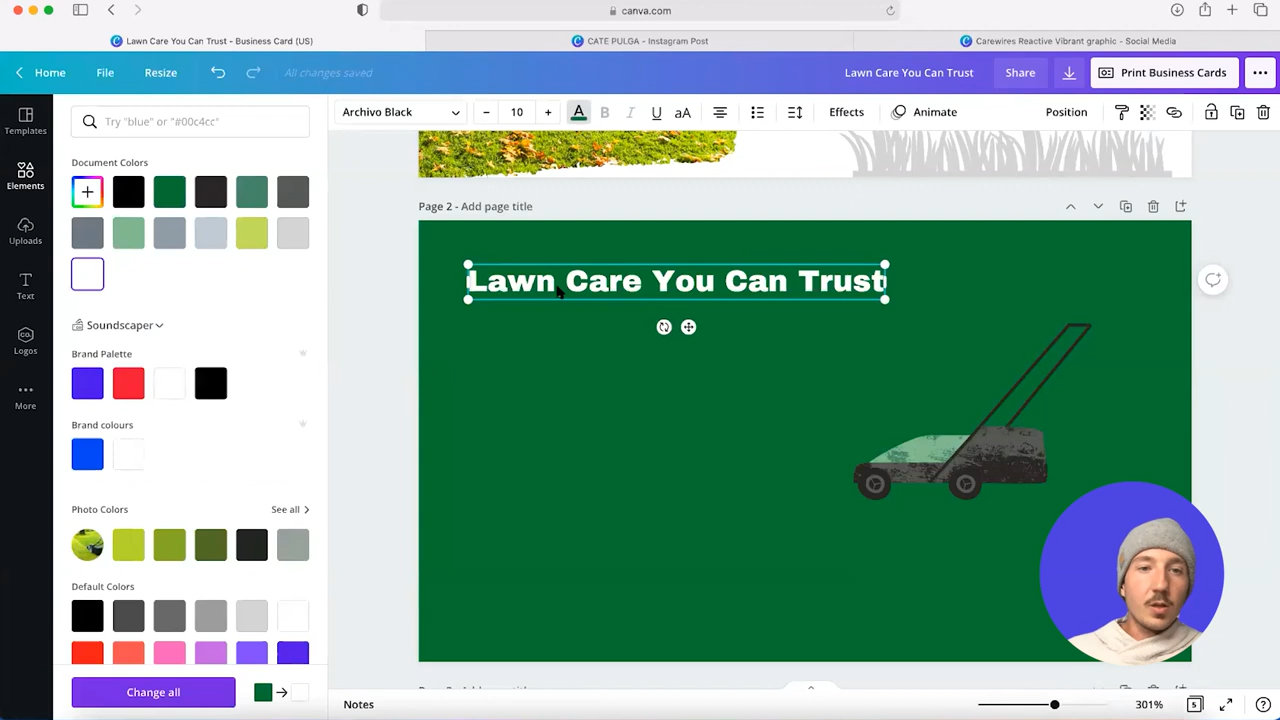 canva.com
Lawn Care You Can Trust - Business Card (US)
CATE PULGA - Instagram Post
Carewires Reactive Vibrant graphic - Social Media
Home
File
Resize
All changes saved
Lawn Care You Can Trust
Share
Print Business Cards
Templates
Elements
Uploads
Text
Logos
More
Try "blue" or "#00c4cc"
Document Colors
Soundscaper
Brand Palette
Brand colours
Photo Colors
See all
Default Colors
Change all
Archivo Black
10
A
B
I
U
aA
Effects
Animate
Position
Page 2 - Add page title
Lawn Care You Can Trust
Notes
301%
5